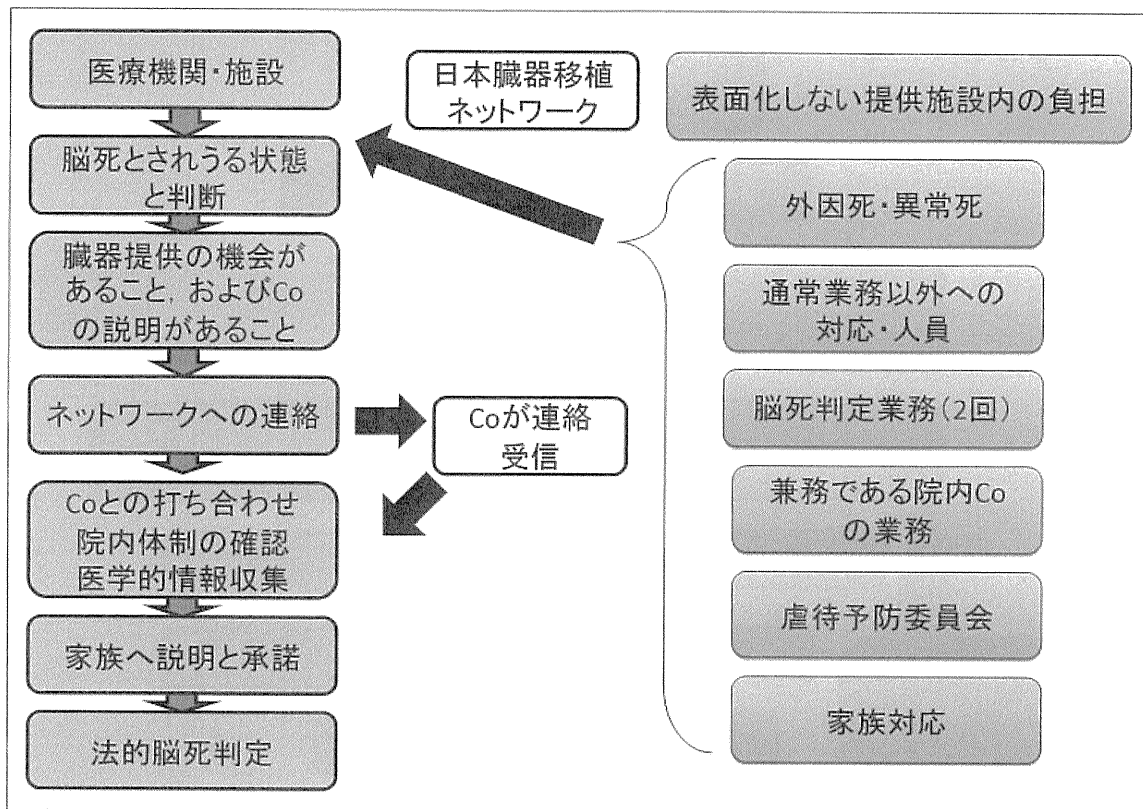 医療機関・施設
脳死とされうる状態
と判断
臓器提供の機会が
あること, およびCo
の説明があること
ネットワークへの連絡
Coとの打ち合わせ
院内体制の確認
医学的情報収集
家族へ説明と承諾
法的脳死判定
日本臓器移植
ネットワーク
Coが連絡
受信
表面化しない提供施設内の負担
外因死・異常死
通常業務以外への
対応・人員
脳死判定業務(2回)
兼務である院内Co
の業務
虐待予防委員会
家族対応